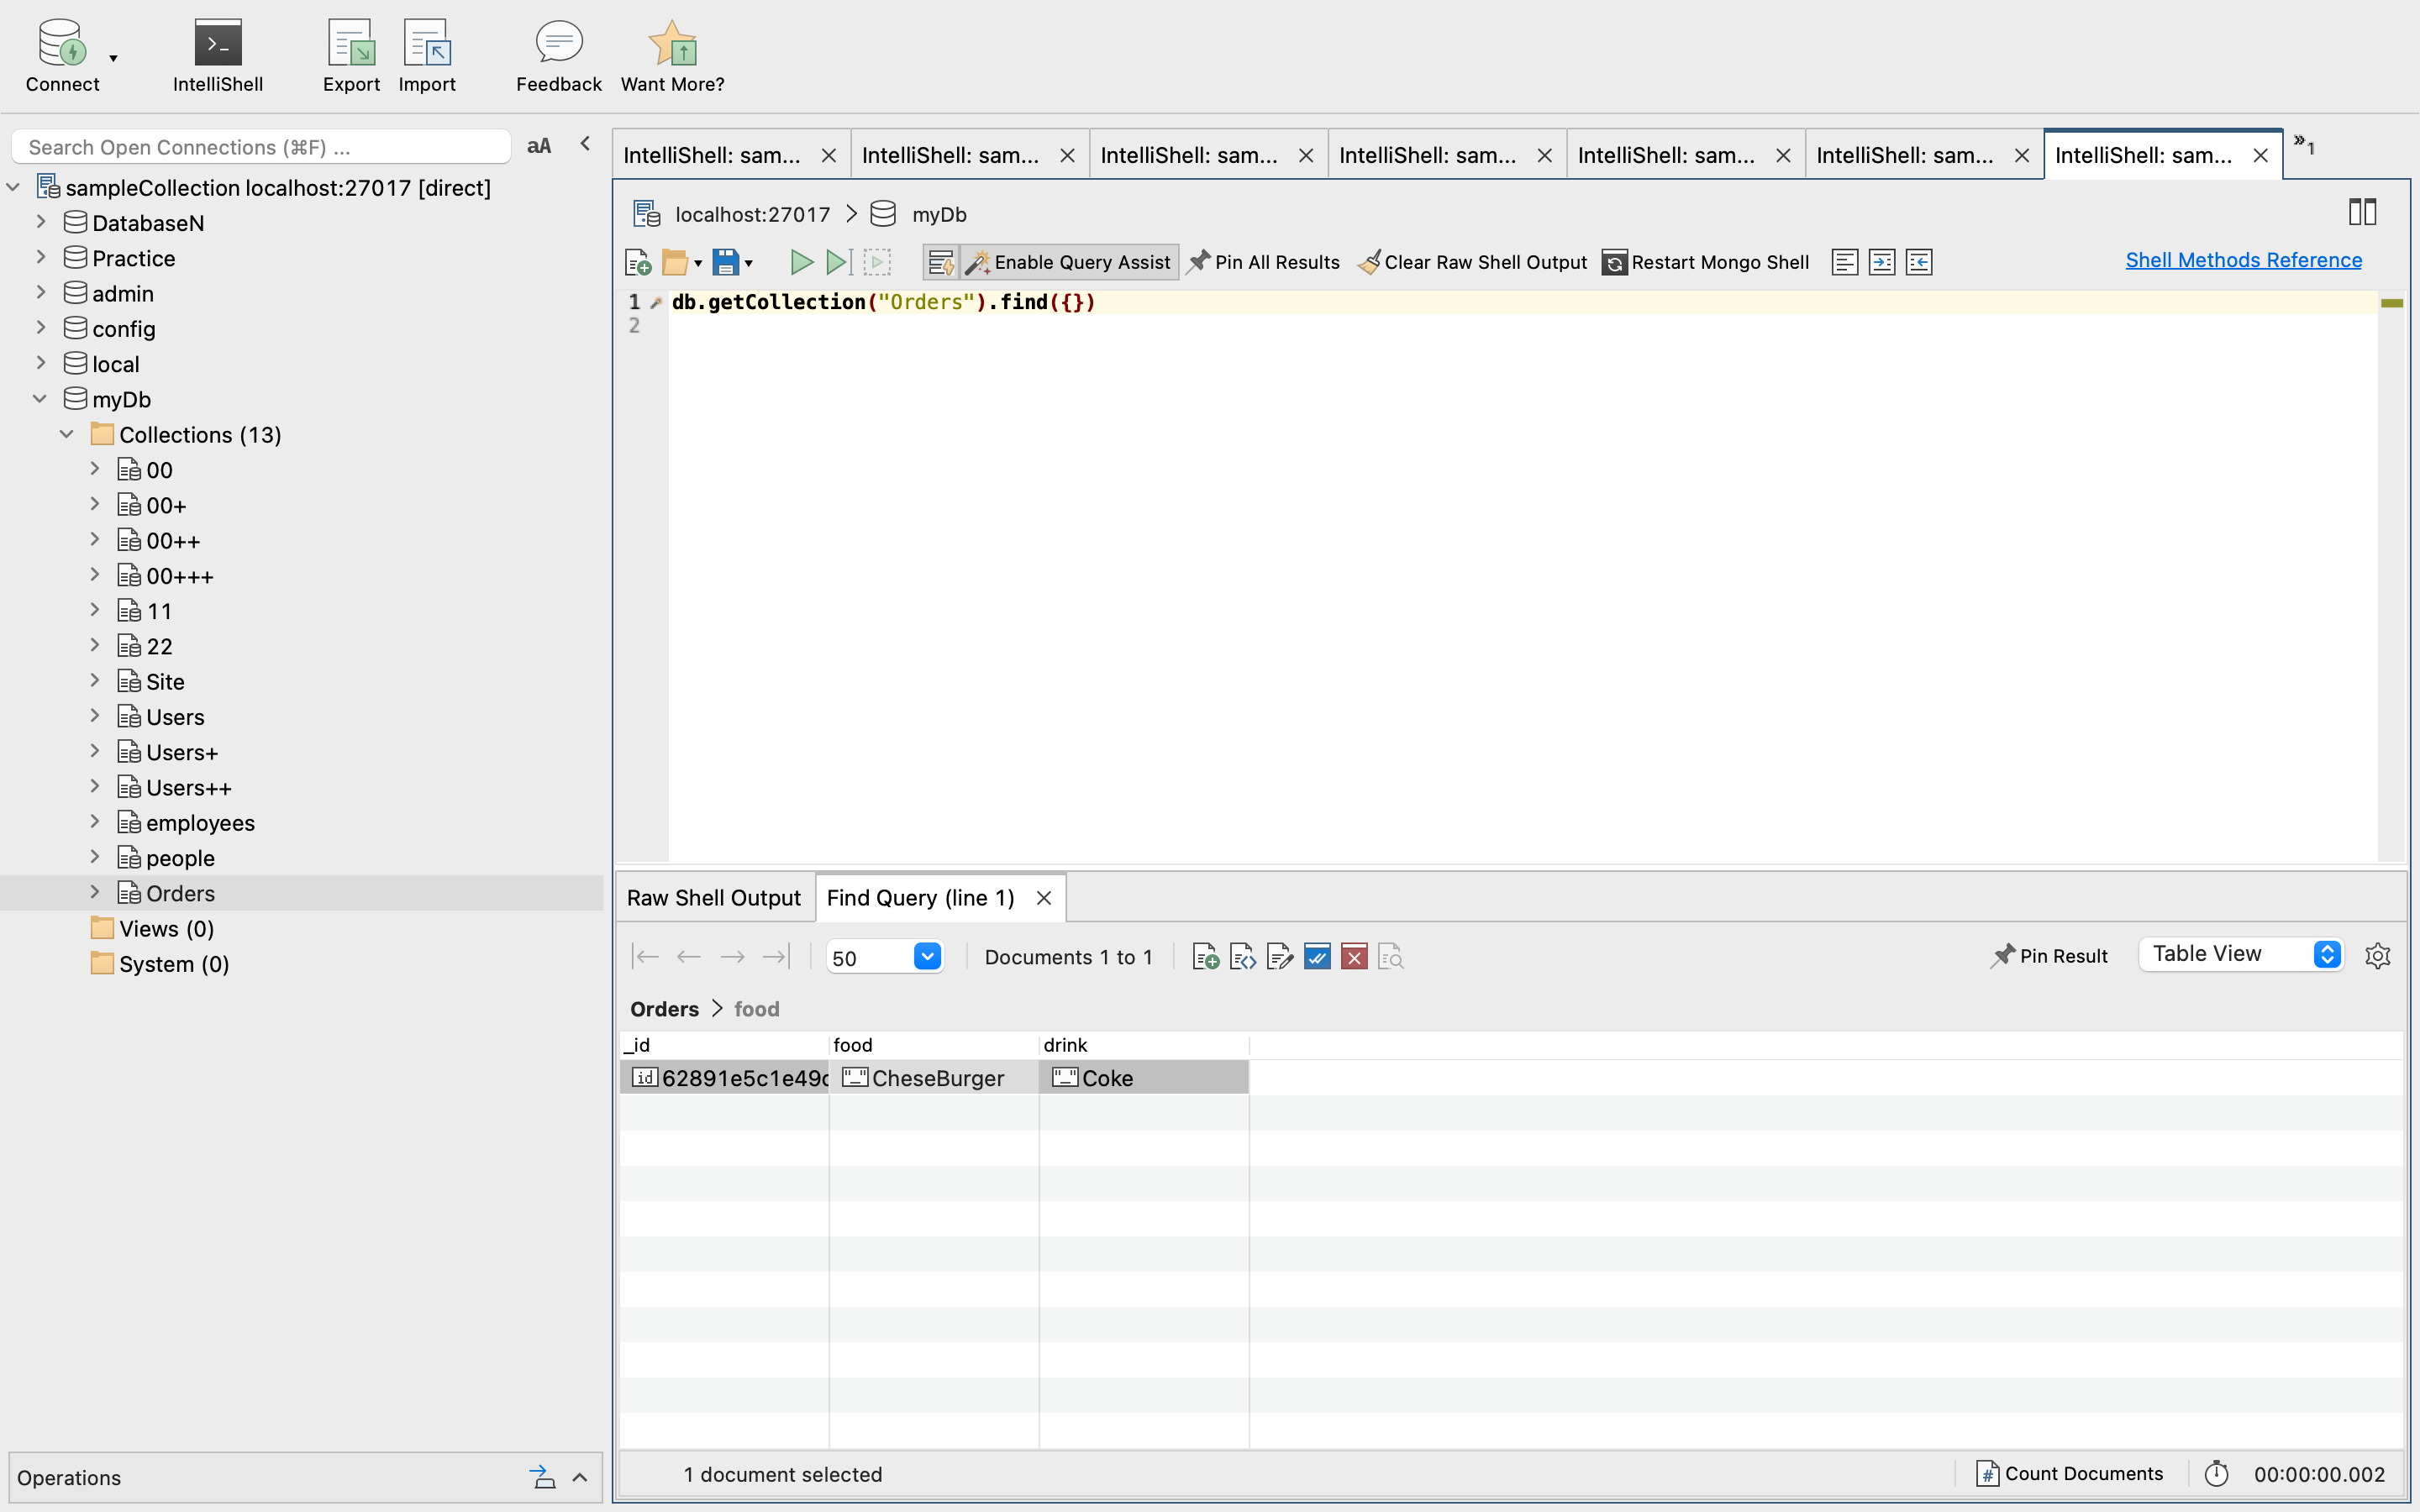 Connect
IntelliShell
Export
Import
Feedback
Want More?
Search Open Connections (⌘F) ...
aA
sampleCollection localhost:27017 [direct]
DatabaseN
Practice
admin
config
local
myDb
Collections (13)
00
00+
00++
00+++
11
22
Site
Users
Users+
Users++
employees
people
Orders
Views (0)
System (0)
Operations
IntelliShell: sam...
IntelliShell: sam...
IntelliShell: sam...
IntelliShell: sam...
IntelliShell: sam...
IntelliShell: sam...
IntelliShell: sam...
»1
localhost:27017 > myDb
Enable Query Assist
Pin All Results
Clear Raw Shell Output
Restart Mongo Shell
Shell Methods Reference
1 db.getCollection("Orders").find({})
2
Raw Shell Output
Find Query (line 1)
50
Documents 1 to 1
Pin Result
Table View
Orders > food
_id food drink
id 62891e5c1e49c "_" CheseBurger "_" Coke
1 document selected
# Count Documents
00:00:00.002